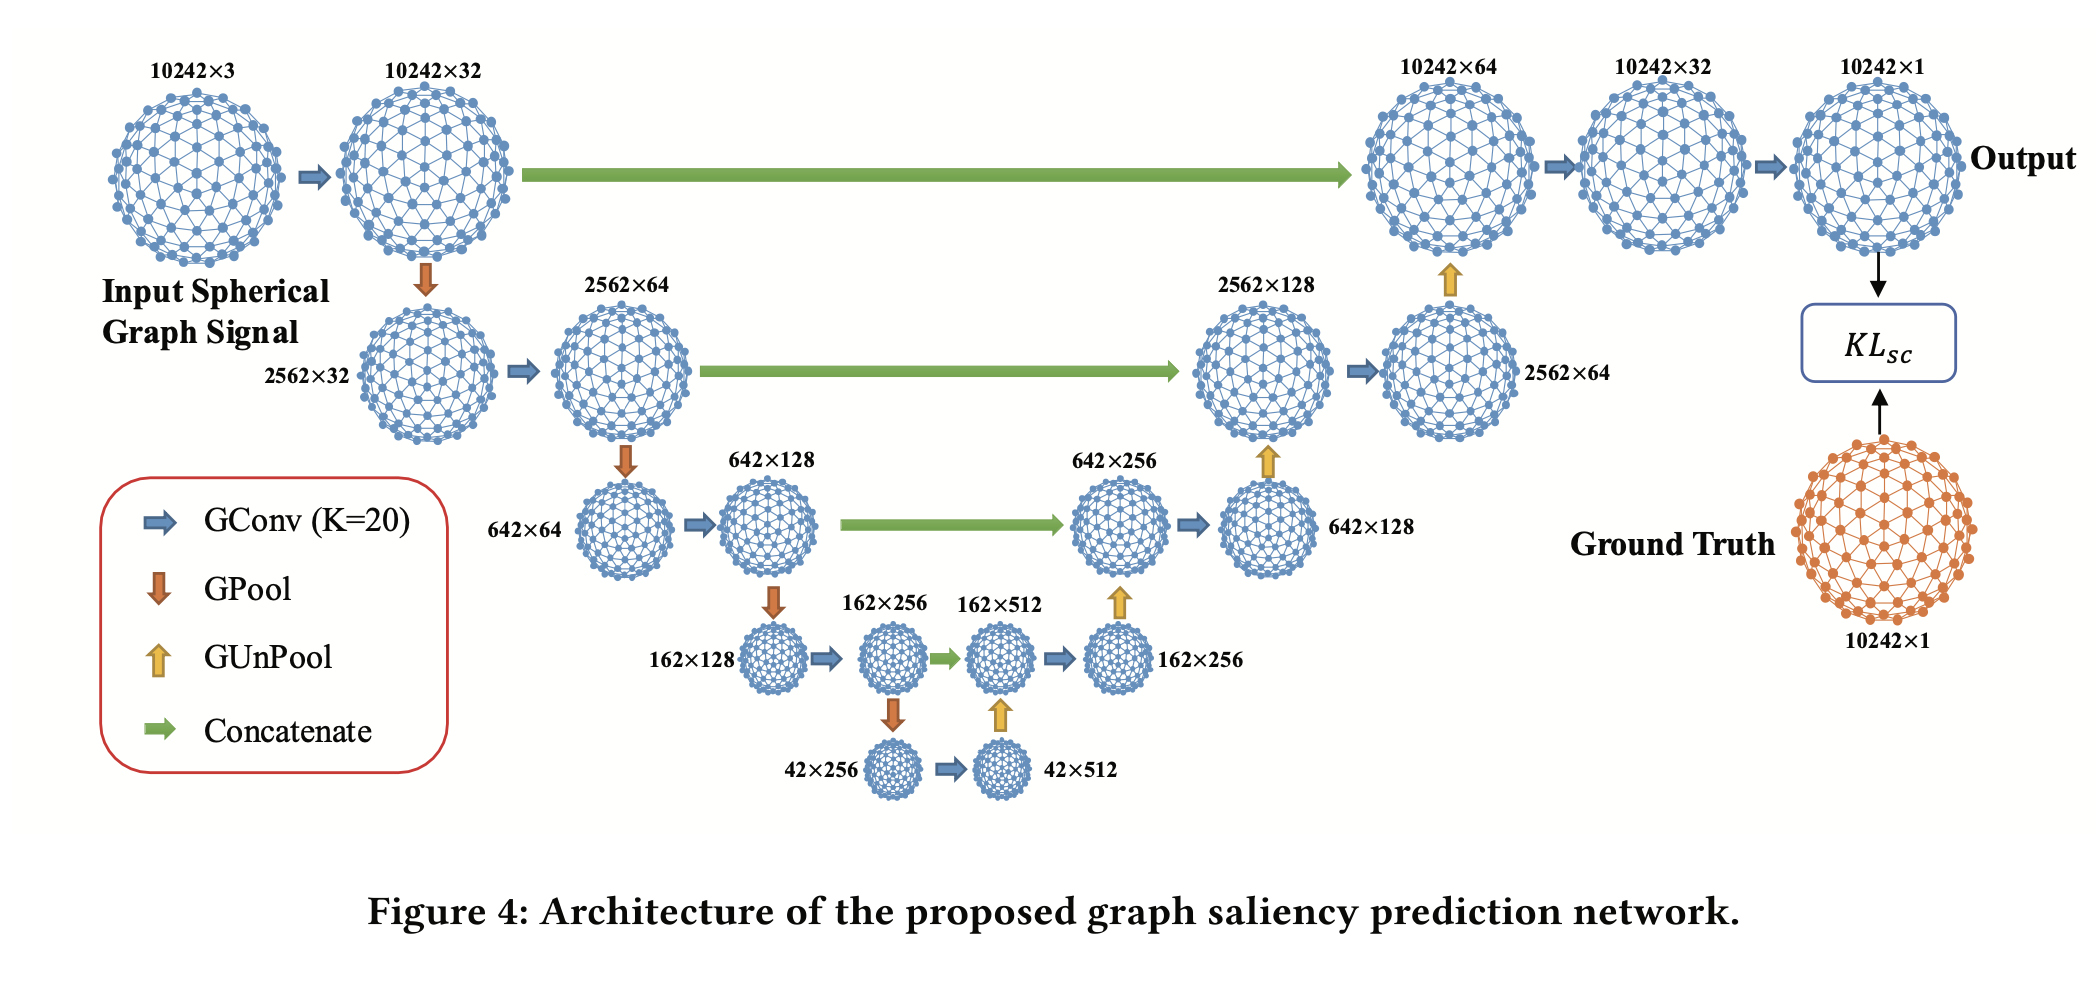 10242×3
10242×32
10242×64
10242×32
10242×1
Output
Input Spherical
Graph Signal
2562×32
2562×64
2562×128
2562×64
KLsc
642×64
642×128
642×256
642×128
Ground Truth
10242×1
162×128
162×256
162×512
162×256
42×256
42×512
GConv (K=20)
GPool
GUnPool
Concatenate
Figure 4: Architecture of the proposed graph saliency prediction network.